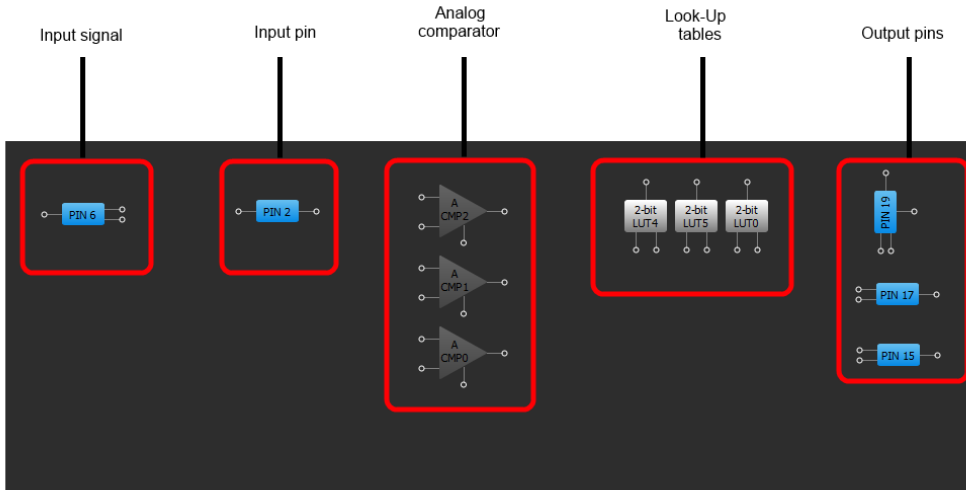 Input signal
Input pin
Analog
comparator
Look-Up
tables
Output pins
PIN 6
PIN 2
A
CMP2
A
CMP1
A
CMP0
2-bit
LUT4
2-bit
LUT5
2-bit
LUT0
PIN 19
PIN 17
PIN 15